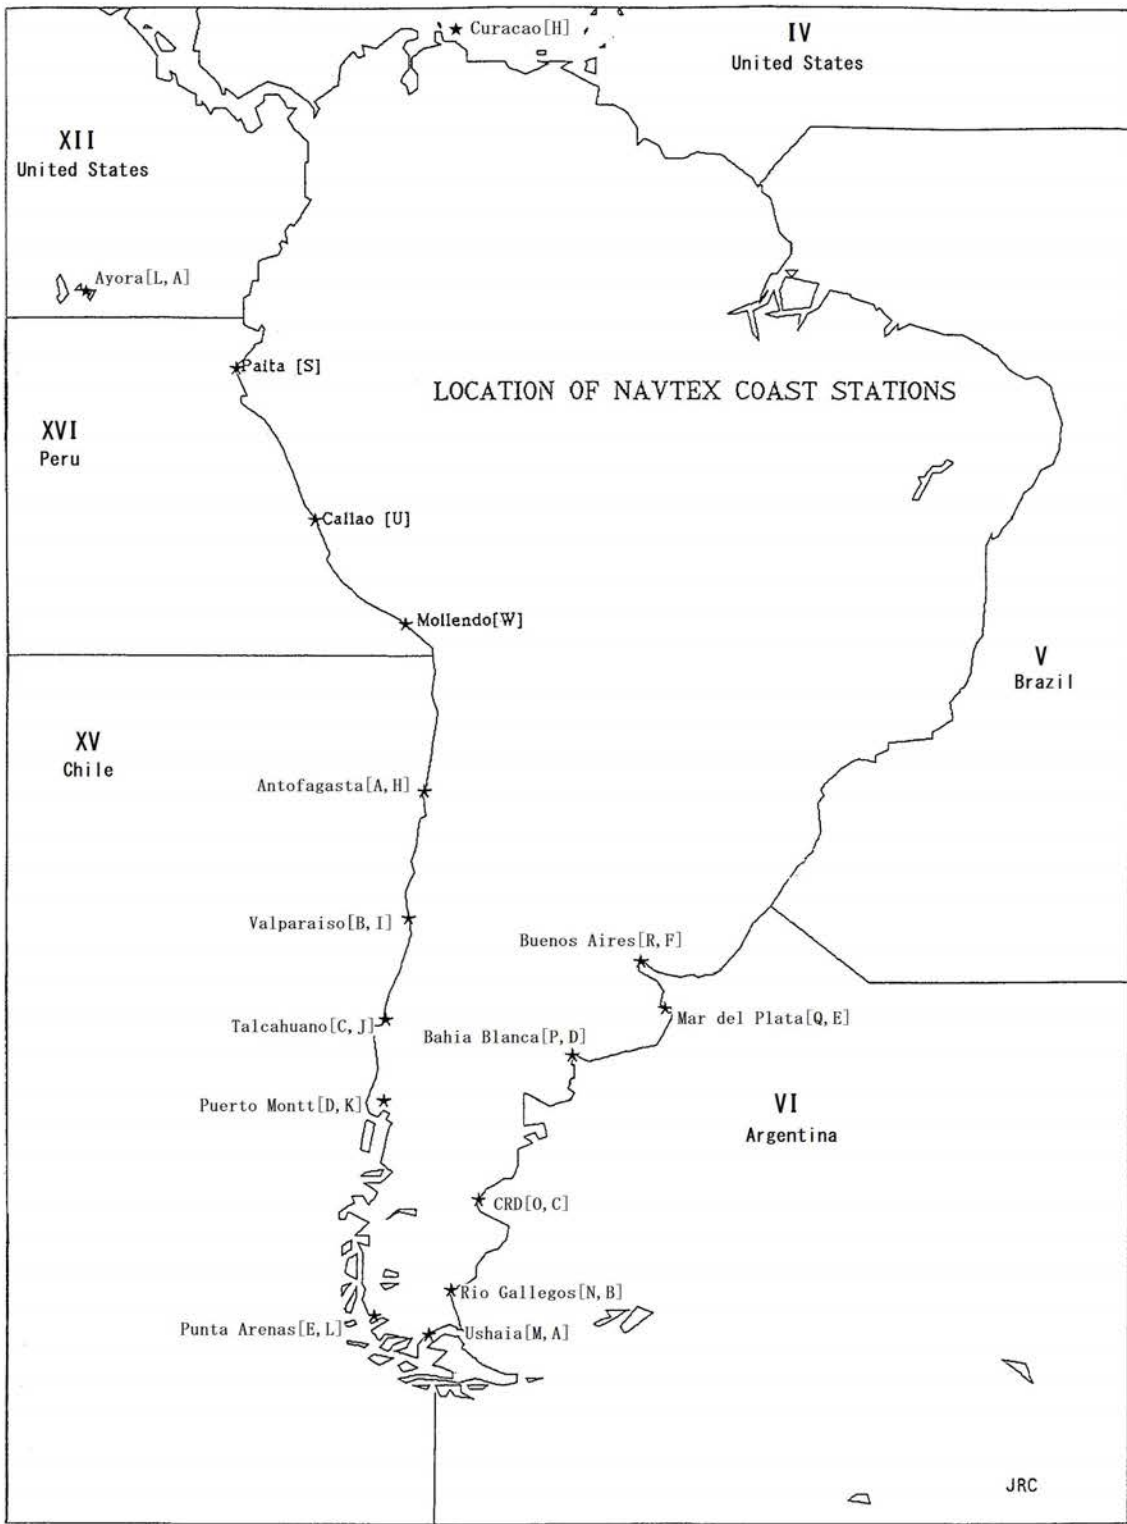 Curacao[H]
IV
United States
XII
United States
Ayora[L,A]
Paita [S]
LOCATION OF NAVTEX COAST STATIONS
XVI
Peru
Callao [U]
Mollendo[W]
V
Brazil
XV
Chile
Antofagasta[A,H]
Valparaiso[B,I]
Buenos Aires[R,F]
Talcahuano[C,J]
Mar del Plata[Q,E]
Bahia Blanca[P,D]
Puerto Montt[D,K]
VI
Argentina
CRD[O,C]
Rio Gallegos[N,B]
Punta Arenas[E,L]
Ushaia[M,A]
JRC